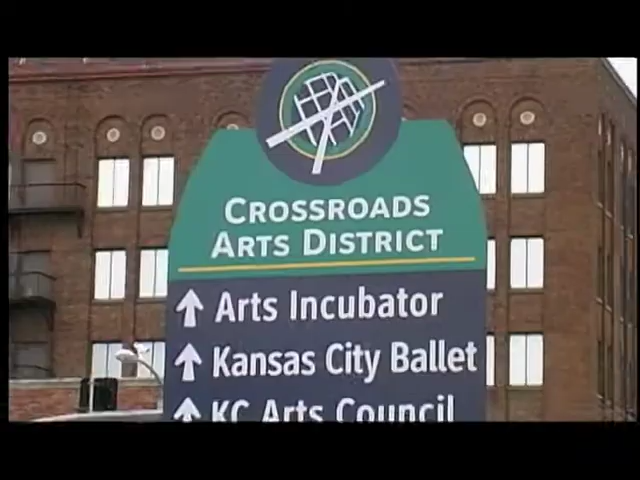 Crossroads
Arts District
↑ Arts Incubator
↑ Kansas City Ballet
↑ KC Arts Council